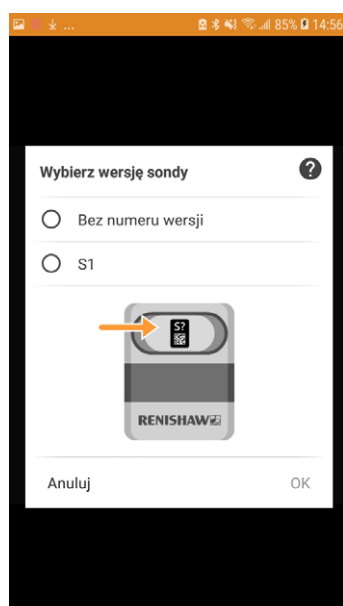 ... 85% 14:56
Wybierz wersję sondy
Bez numeru wersji
S1
S?
RENISHAW
Anuluj OK